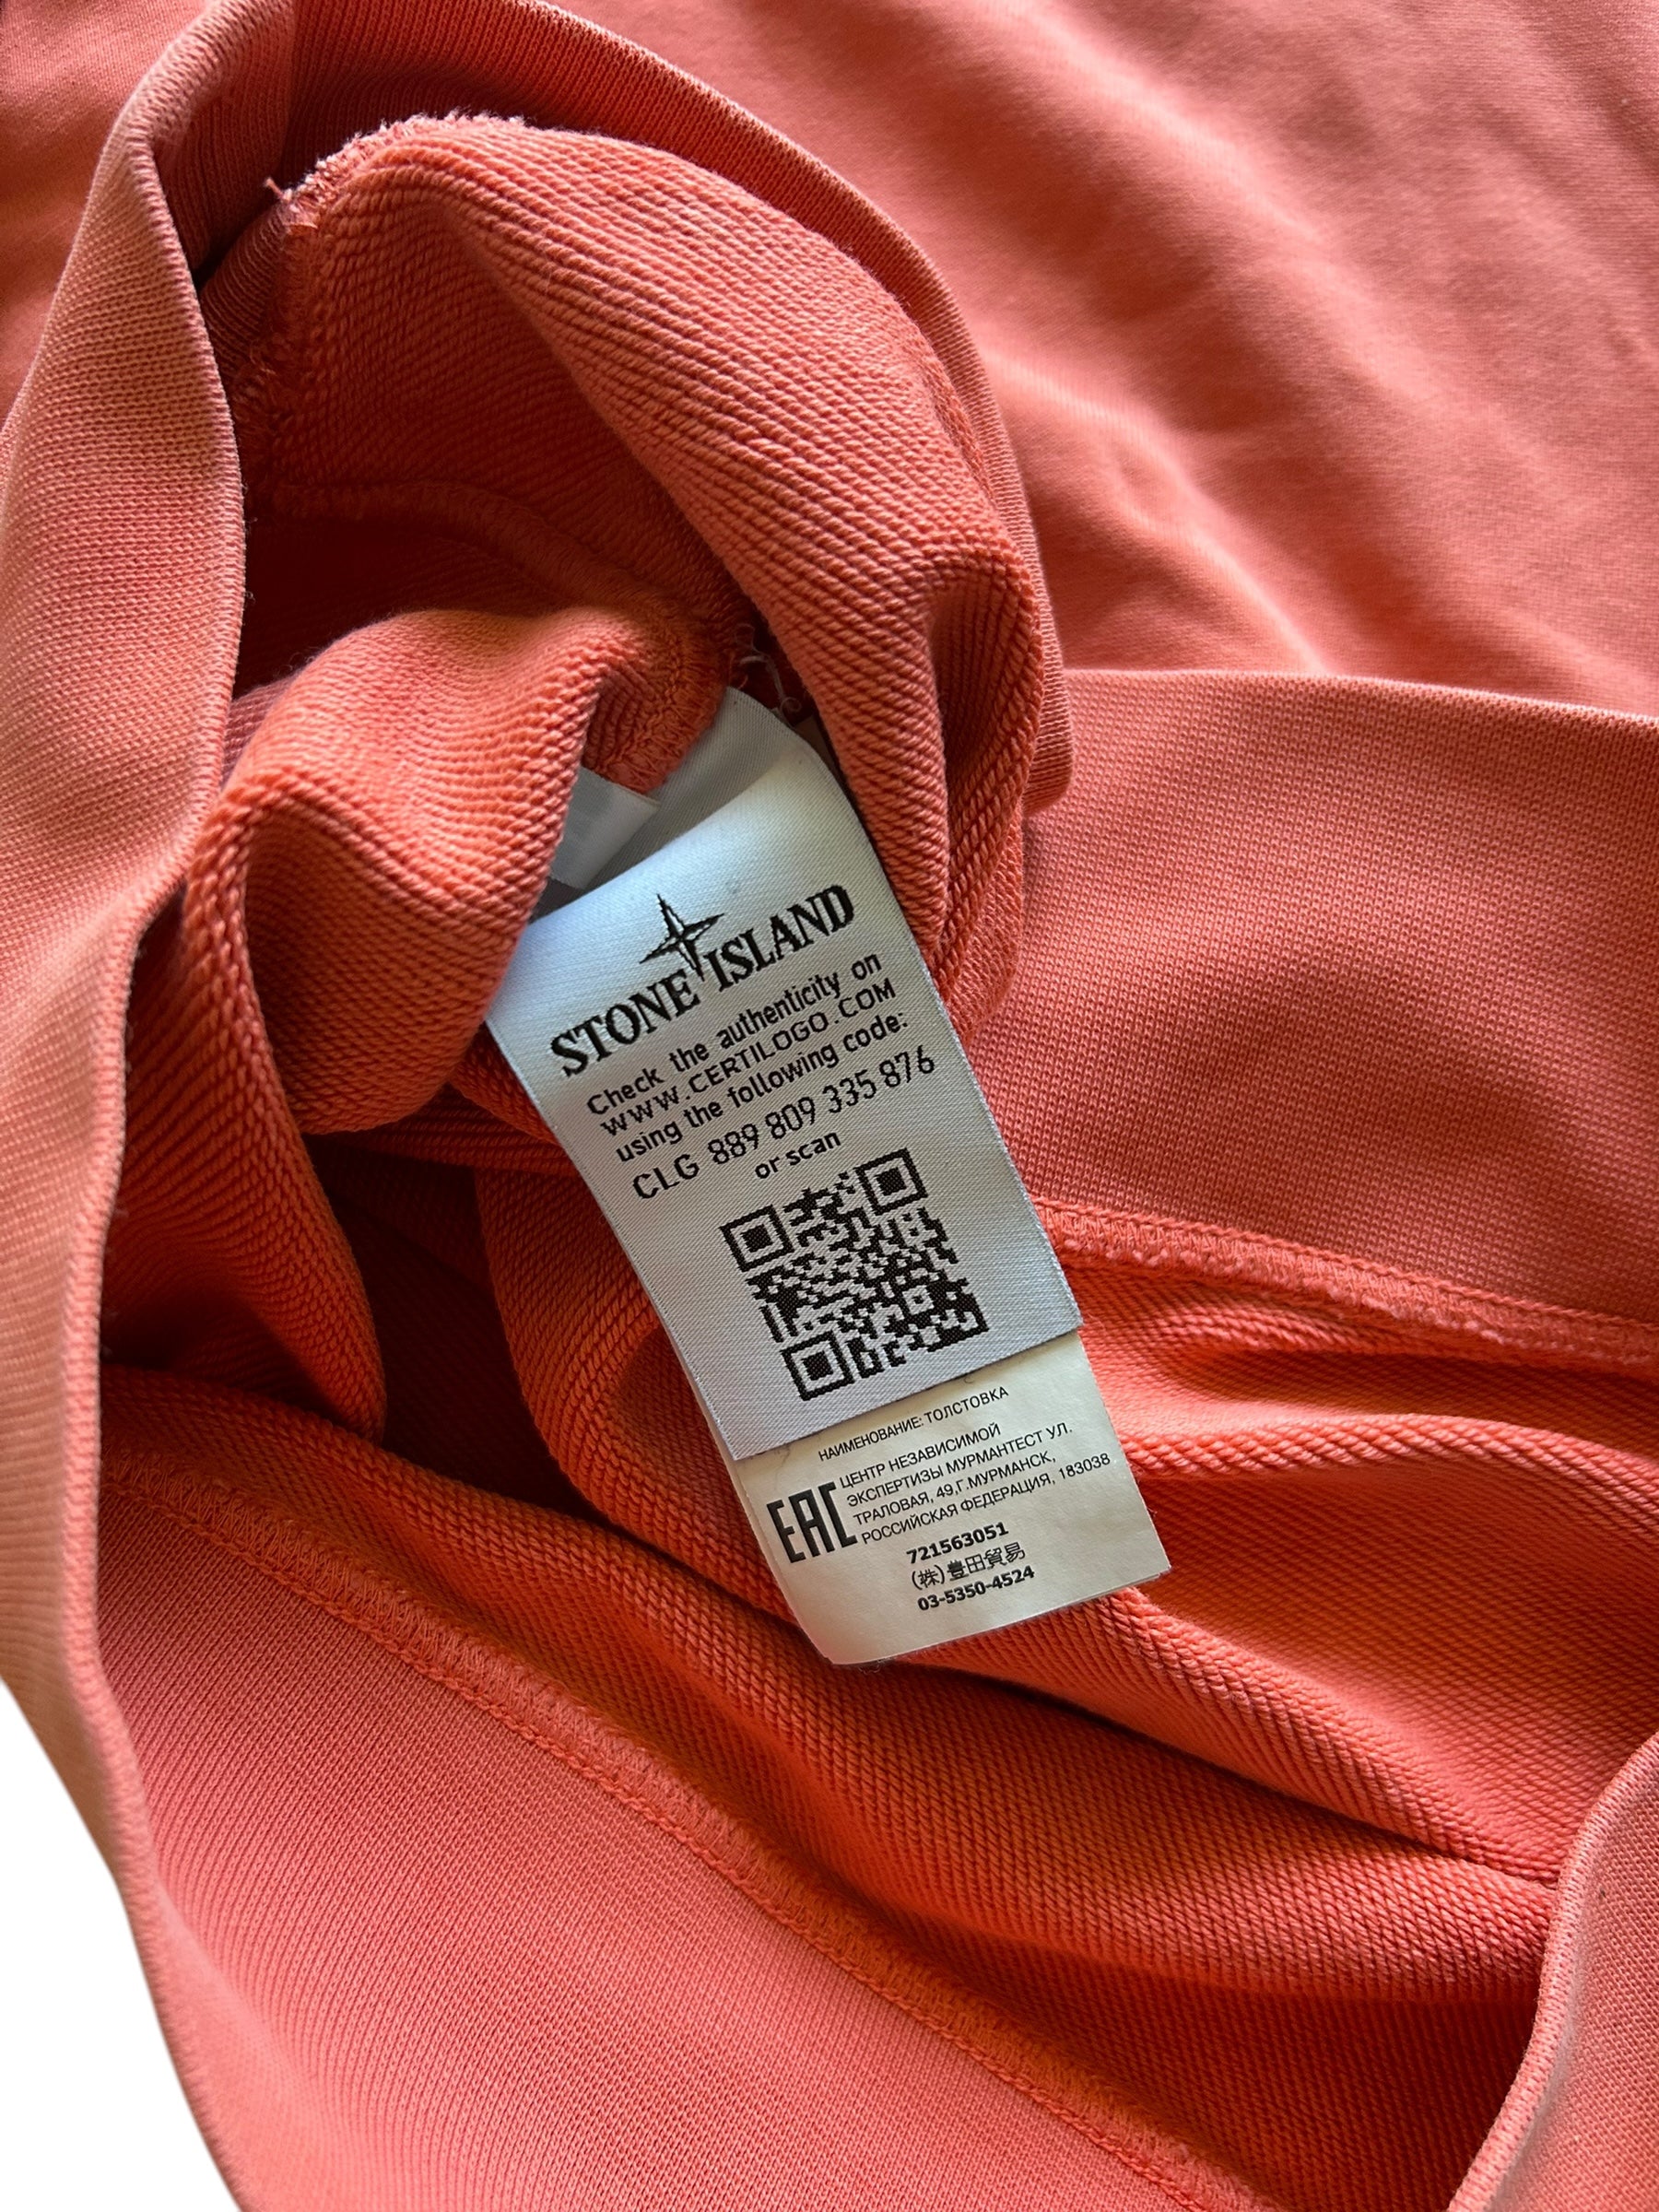 STONE ISLAND
Check the authenticity on
WWW.CERTILOGO.COM
using the following code:
CLG 889 809 335 876
or scan
НАИМЕНОВАНИЕ: ТОЛСТОВКА
EAC
ЦЕНТР НЕЗАВИСИМОЙ
ЭКСПЕРТИЗЫ МУРМАНТЕСТ УЛ.
ТРАЛОВАЯ, 49,Г.МУРМАНСК,
РОССИЙСКАЯ ФЕДЕРАЦИЯ, 183038
721563051
(株)豊田貿易
03-5350-4524